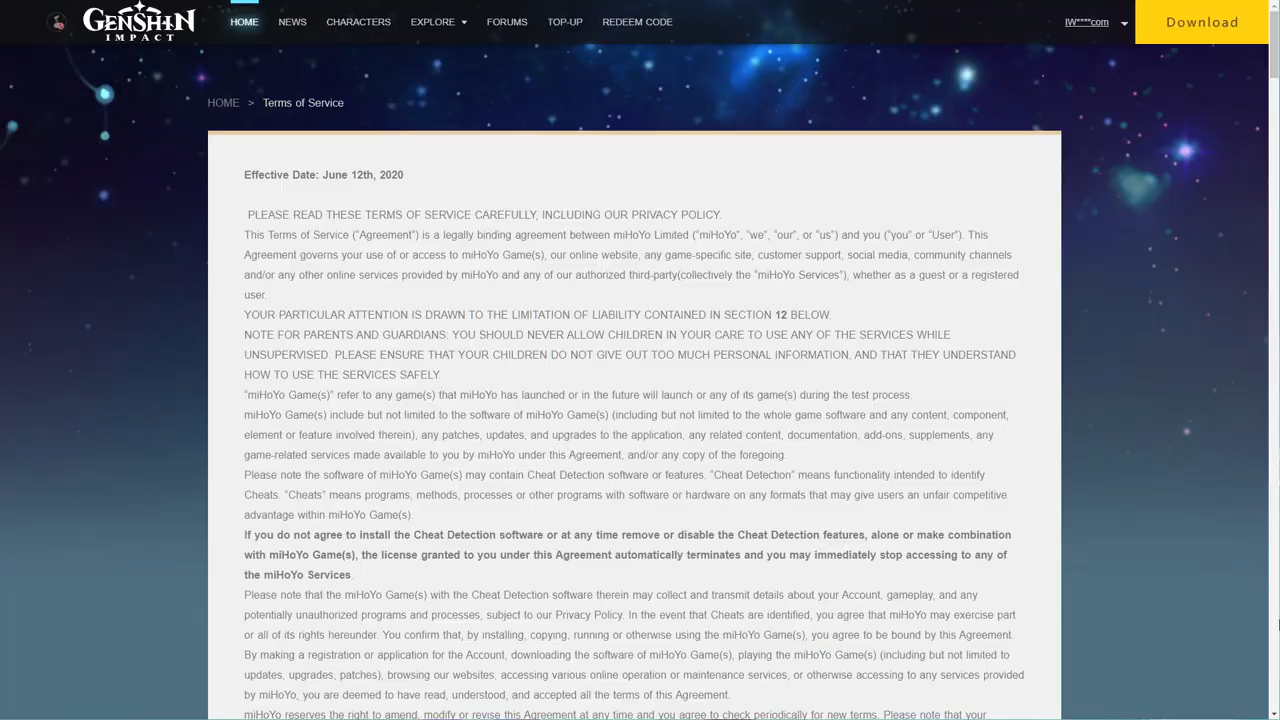 GENSHIN
IMPACT
HOME NEWS CHARACTERS EXPLORE FORUMS TOP-UP REDEEM CODE
IW****com
Download
HOME > Terms of Service
Effective Date: June 12th, 2020
PLEASE READ THESE TERMS OF SERVICE CAREFULLY, INCLUDING OUR PRIVACY POLICY.
This Terms of Service (“Agreement”) is a legally binding agreement between miHoYo Limited (“miHoYo”, “we”, “our”, or “us”) and you (“you” or “User”). This
Agreement governs your use of or access to miHoYo Game(s), our online website, any game-specific site, customer support, social media, community channels
and/or any other online services provided by miHoYo and any of our authorized third-party(collectively the “miHoYo Services”), whether as a guest or a registered
user.
YOUR PARTICULAR ATTENTION IS DRAWN TO THE LIMITATION OF LIABILITY CONTAINED IN SECTION 12 BELOW.
NOTE FOR PARENTS AND GUARDIANS: YOU SHOULD NEVER ALLOW CHILDREN IN YOUR CARE TO USE ANY OF THE SERVICES WHILE
UNSUPERVISED. PLEASE ENSURE THAT YOUR CHILDREN DO NOT GIVE OUT TOO MUCH PERSONAL INFORMATION, AND THAT THEY UNDERSTAND
HOW TO USE THE SERVICES SAFELY.
“miHoYo Game(s)” refer to any game(s) that miHoYo has launched or in the future will launch or any of its game(s) during the test process.
miHoYo Game(s) include but not limited to the software of miHoYo Game(s) (including but not limited to the whole game software and any content, component,
element or feature involved therein), any patches, updates, and upgrades to the application, any related content, documentation, add-ons, supplements, any
game-related services made available to you by miHoYo under this Agreement, and/or any copy of the foregoing.
Please note the software of miHoYo Game(s) may contain Cheat Detection software or features. “Cheat Detection” means functionality intended to identify
Cheats. “Cheats” means programs, methods, processes or other programs with software or hardware on any formats that may give users an unfair competitive
advantage within miHoYo Game(s).
If you do not agree to install the Cheat Detection software or at any time remove or disable the Cheat Detection features, alone or make combination
with miHoYo Game(s), the license granted to you under this Agreement automatically terminates and you may immediately stop accessing to any of
the miHoYo Services.
Please note that the miHoYo Game(s) with the Cheat Detection software therein may collect and transmit details about your Account, gameplay, and any
potentially unauthorized programs and processes, subject to our Privacy Policy. In the event that Cheats are identified, you agree that miHoYo may exercise part
or all of its rights hereunder. You confirm that, by installing, copying, running or otherwise using the miHoYo Game(s), you agree to be bound by this Agreement.
By making a registration or application for the Account, downloading the software of miHoYo Game(s), playing the miHoYo Game(s) (including but not limited to
updates, upgrades, patches), browsing our websites, accessing various online operation or maintenance services, or otherwise accessing to any services provided
by miHoYo, you are deemed to have read, understood, and accepted all the terms of this Agreement.
miHoYo reserves the right to amend, modify or revise this Agreement at any time and you agree to check periodically for new terms. Please note that your